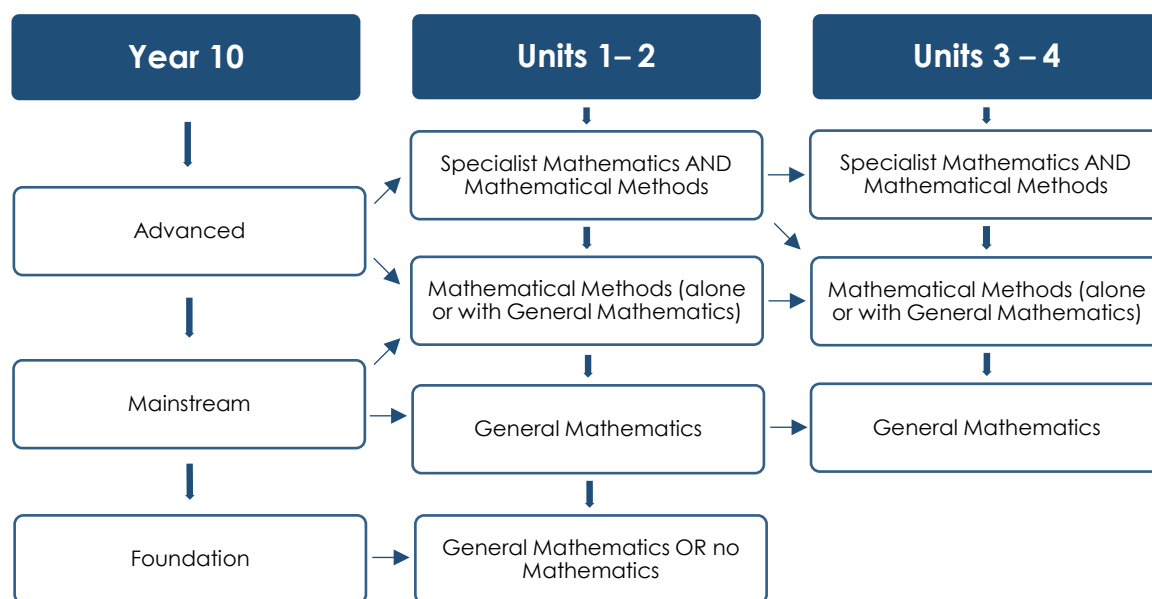 Year 10
Units 1– 2
Units 3 – 4
Advanced
Specialist Mathematics AND
Mathematical Methods
Specialist Mathematics AND
Mathematical Methods
Mathematical Methods (alone
or with General Mathematics)
Mathematical Methods (alone
or with General Mathematics)
Mainstream
General Mathematics
General Mathematics
Foundation
General Mathematics OR no
Mathematics